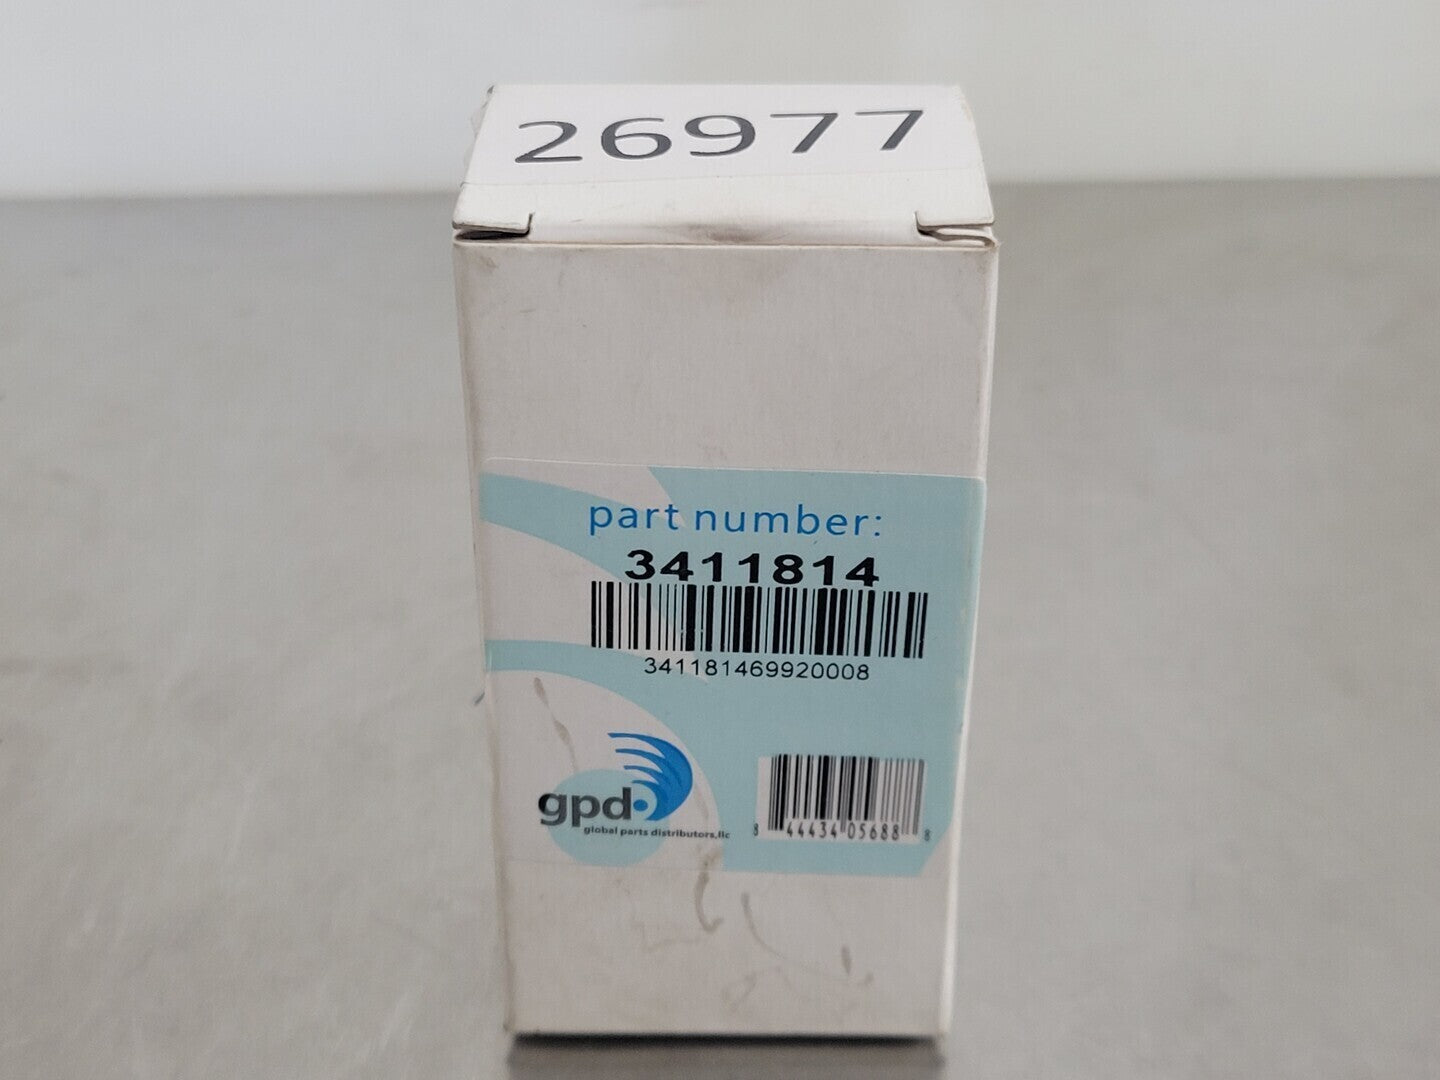 26977
part number:
3411814
341181469920008
gpd
global parts distributors,llc
8 44434 05688 8